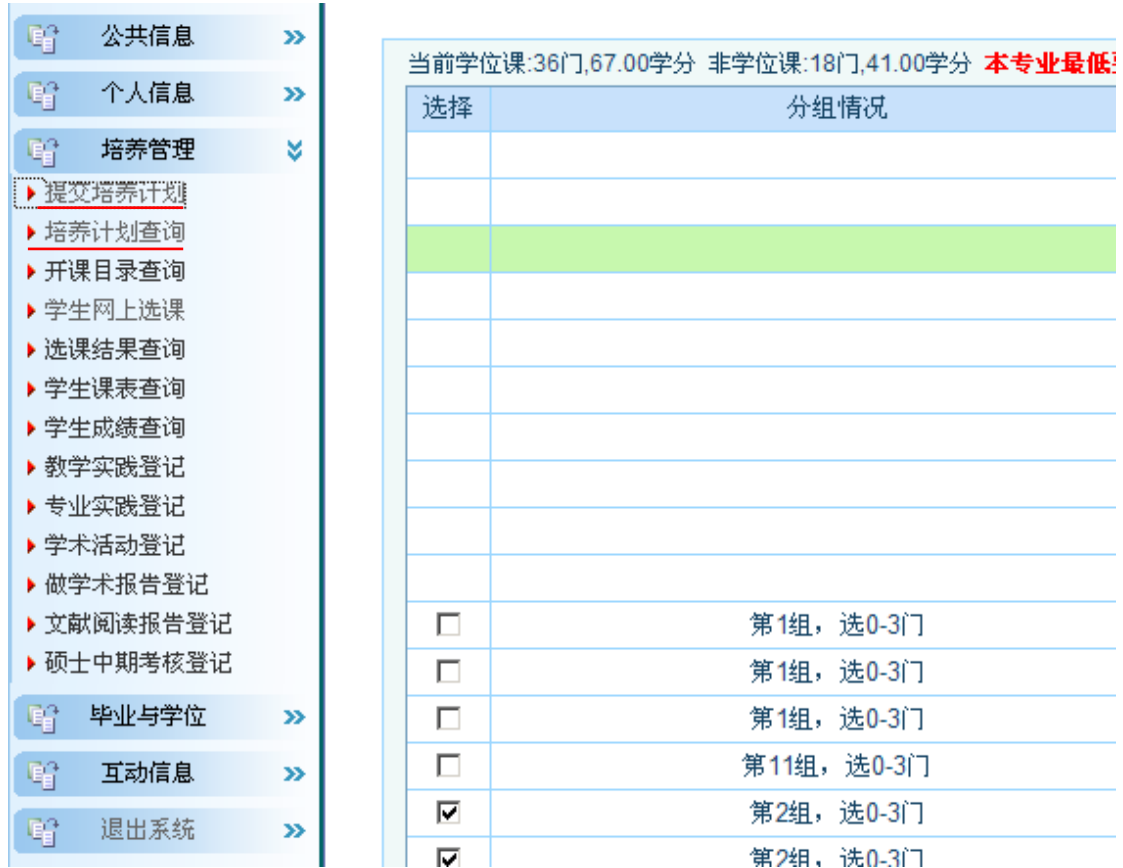 公共信息
个人信息
培养管理
提交培养计划
培养计划查询
开课目录查询
学生网上选课
选课结果查询
学生课表查询
学生成绩查询
教学实践登记
专业实践登记
学术活动登记
做学术报告登记
文献阅读报告登记
硕士中期考核登记
毕业与学位
互动信息
退出系统
当前学位课:36门,67.00学分 非学位课:18门,41.00学分 本专业最低
选择 分组情况
第1组，选0-3门
第1组，选0-3门
第1组，选0-3门
第11组，选0-3门
第2组，选0-3门
第2组，选0-3门